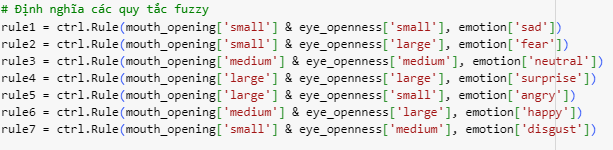 # Định nghĩa các quy tắc fuzzy
rule1 = ctrl.Rule(mouth_opening['small'] & eye_openness['small'], emotion['sad'])
rule2 = ctrl.Rule(mouth_opening['small'] & eye_openness['large'], emotion['fear'])
rule3 = ctrl.Rule(mouth_opening['medium'] & eye_openness['medium'], emotion['neutral'])
rule4 = ctrl.Rule(mouth_opening['large'] & eye_openness['large'], emotion['surprise'])
rule5 = ctrl.Rule(mouth_opening['large'] & eye_openness['small'], emotion['angry'])
rule6 = ctrl.Rule(mouth_opening['medium'] & eye_openness['large'], emotion['happy'])
rule7 = ctrl.Rule(mouth_opening['small'] & eye_openness['medium'], emotion['disgust'])